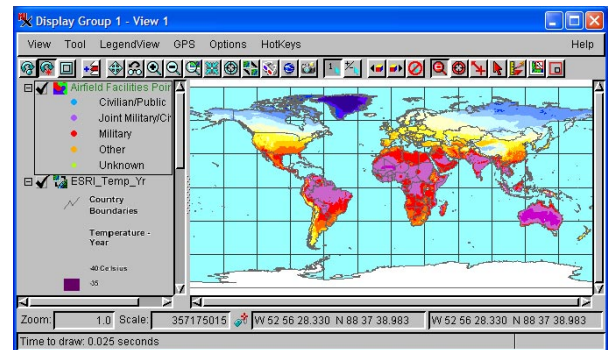 Display Group 1 - View 1
View Tool LegendView GPS Options HotKeys Help
Airfield Facilities Poin
Civilian/Public
Joint Military/Ch
Military
Other
Unknown
ESRI_Temp_Yr
Country
Boundaries
Temperature -
Year
-40 Celsius
-35
Zoom: 1.0 Scale: 357175015 W 52 56 28.330 N 88 37 38.983 W 52 56 28.330 N 88 37 38.983
Time to draw: 0.025 seconds